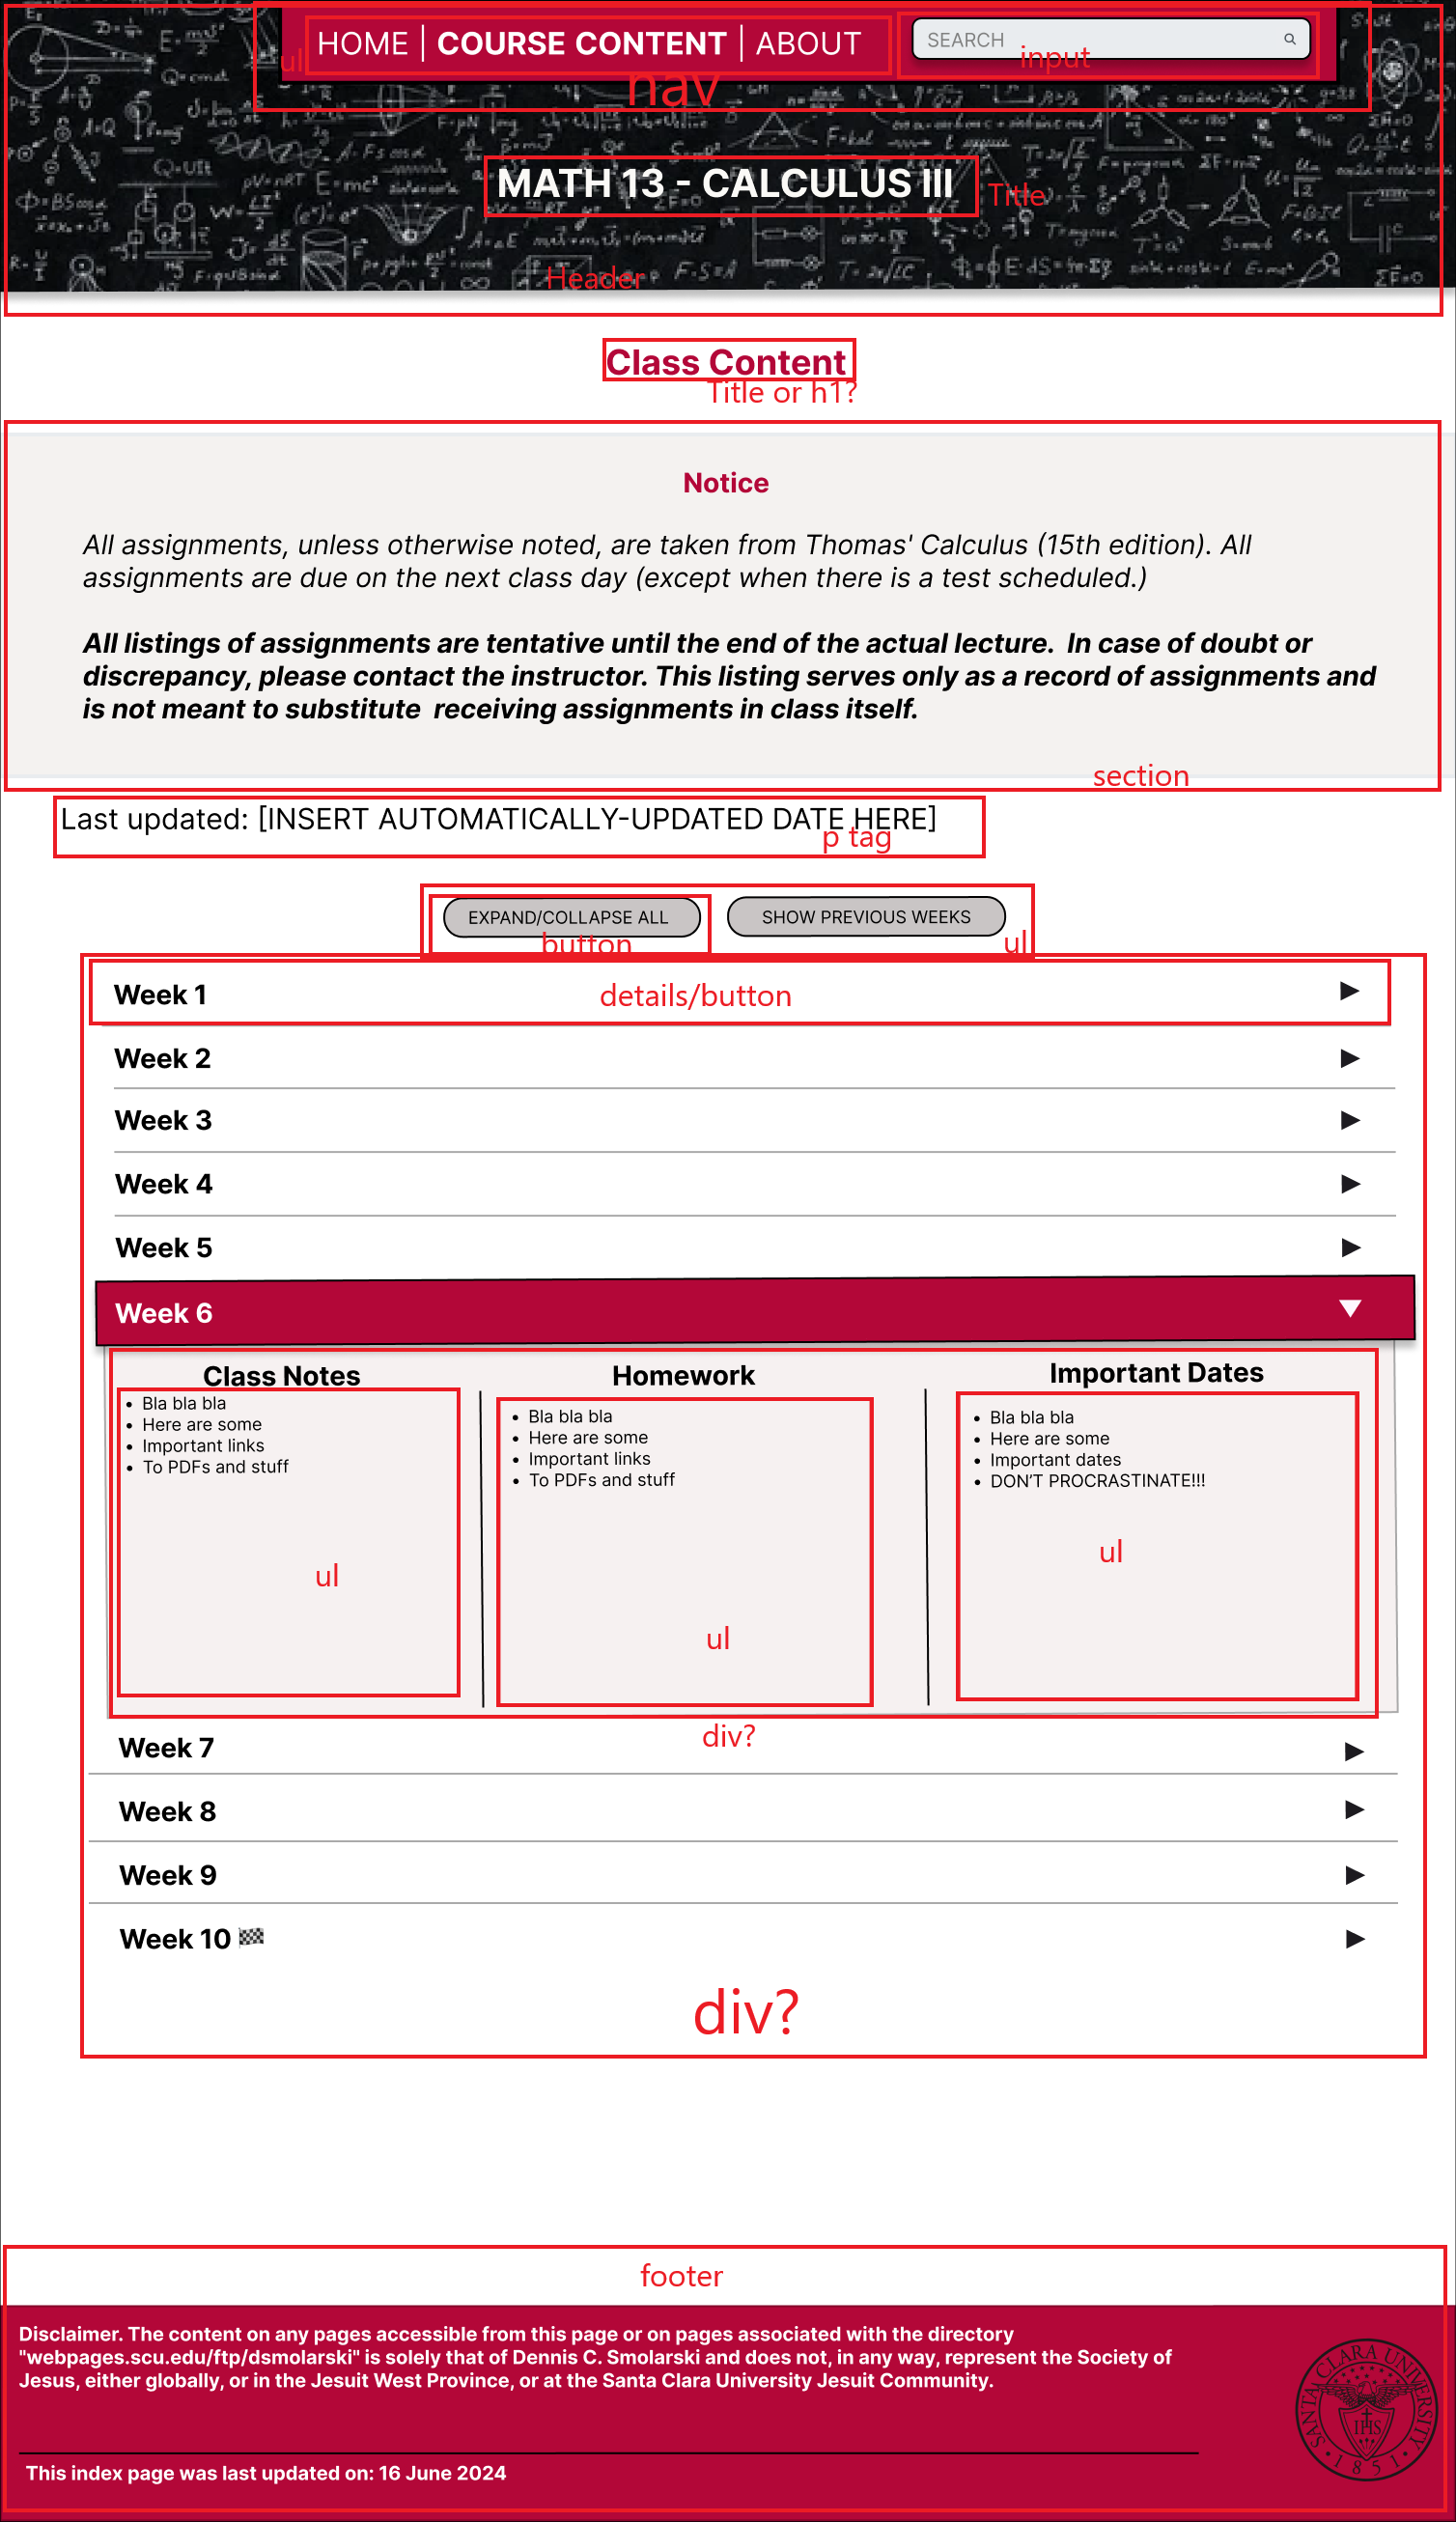 HOME | COURSE CONTENT | ABOUT
SEARCH
ul
input
nav
MATH 13 - CALCULUS III
Title
Header
Class Content
Title or h1?
Notice
All assignments, unless otherwise noted, are taken from Thomas' Calculus (15th edition). All
assignments are due on the next class day (except when there is a test scheduled.)
All listings of assignments are tentative until the end of the actual lecture.  In case of doubt or
discrepancy, please contact the instructor. This listing serves only as a record of assignments and
is not meant to substitute  receiving assignments in class itself.
section
Last updated: [INSERT AUTOMATICALLY-UPDATED DATE HERE]
p tag
EXPAND/COLLAPSE ALL
SHOW PREVIOUS WEEKS
button
ul
Week 1
details/button
Week 2
Week 3
Week 4
Week 5
Week 6
Class Notes
• Bla bla bla
• Here are some
• Important links
• To PDFs and stuff
ul
Homework
• Bla bla bla
• Here are some
• Important links
• To PDFs and stuff
ul
Important Dates
• Bla bla bla
• Here are some
• Important dates
• DON'T PROCRASTINATE!!!
ul
div?
Week 7
Week 8
Week 9
Week 10
div?
footer
Disclaimer. The content on any pages accessible from this page or on pages associated with the directory
"webpages.scu.edu/ftp/dsmolarski" is solely that of Dennis C. Smolarski and does not, in any way, represent the Society of
Jesus, either globally, or in the Jesuit West Province, or at the Santa Clara University Jesuit Community.
This index page was last updated on: 16 June 2024
SANTA CLARA UNIVERSITY
IHS
• 1 • 8 5 • 1 •